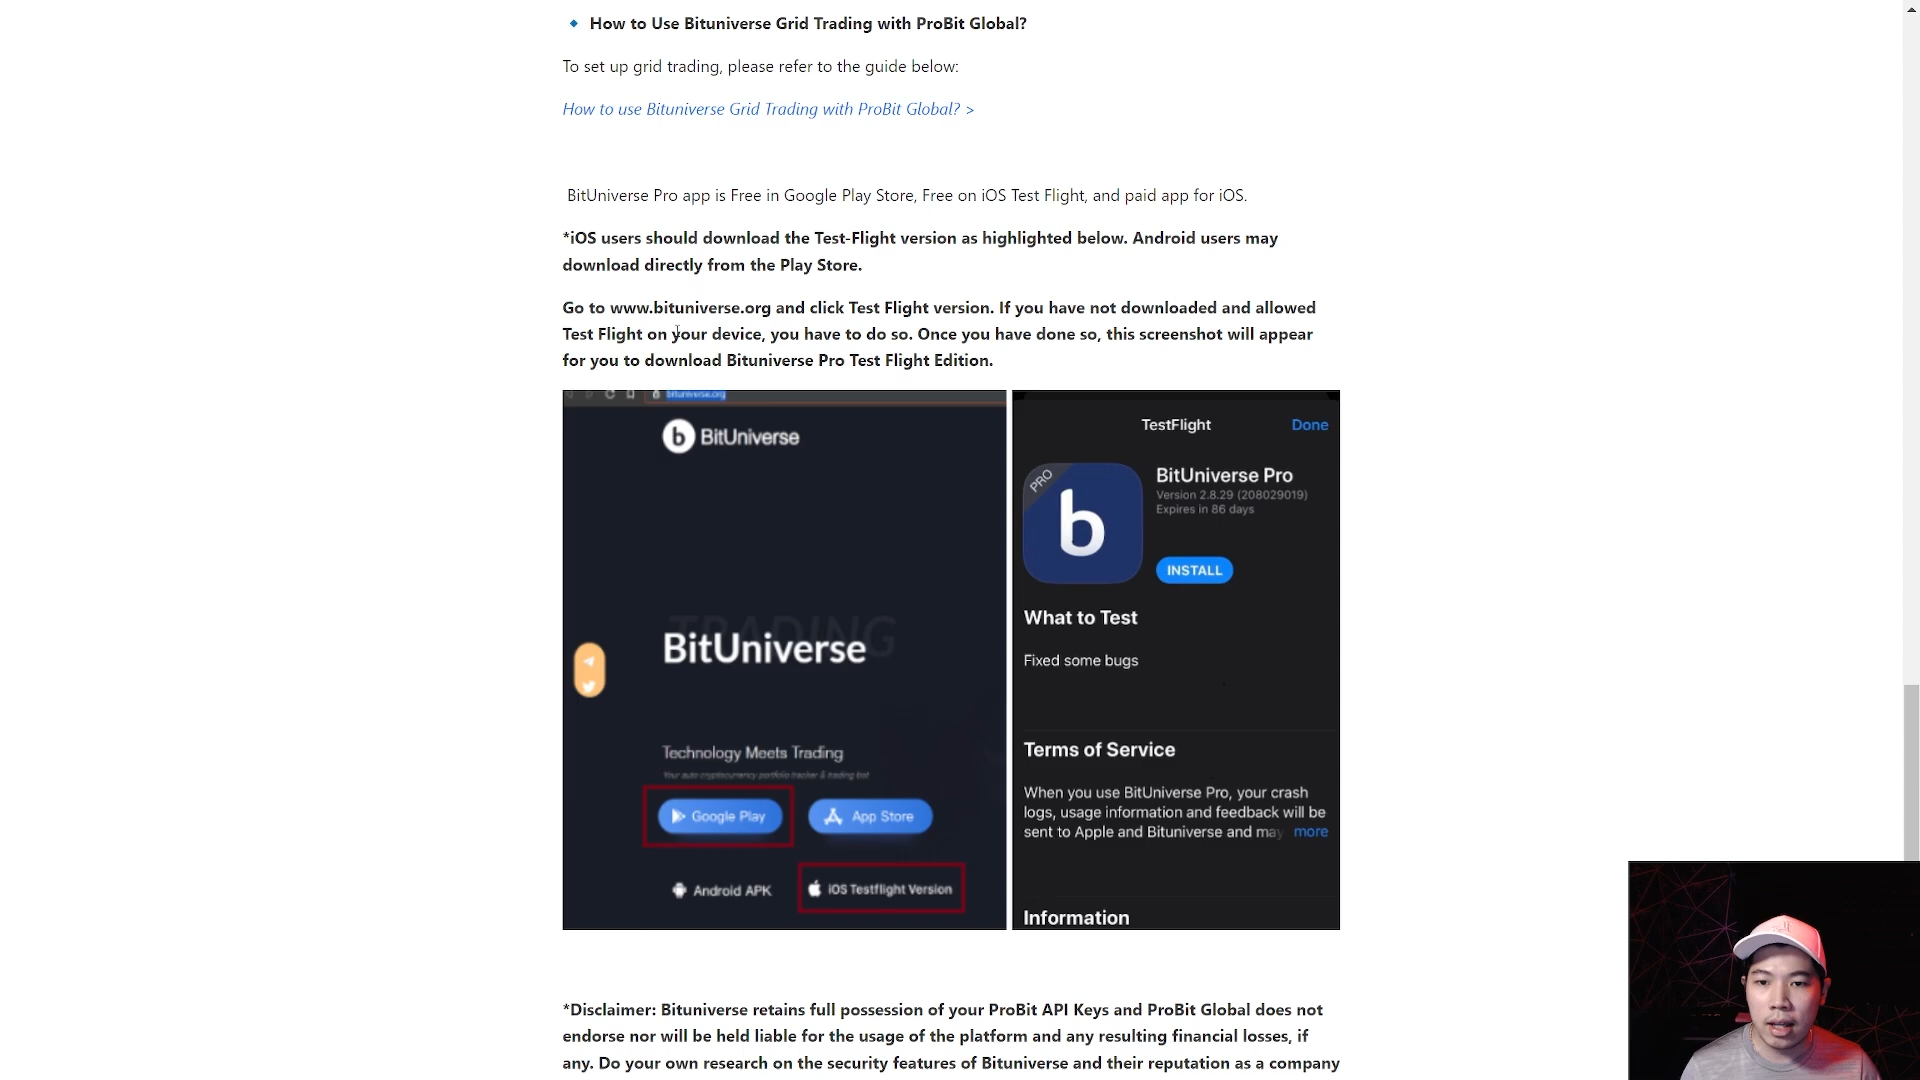 How to Use Bituniverse Grid Trading with ProBit Global?
To set up grid trading, please refer to the guide below:
How to use Bituniverse Grid Trading with ProBit Global? >
BitUniverse Pro app is Free in Google Play Store, Free on iOS Test Flight, and paid app for iOS.
*iOS users should download the Test-Flight version as highlighted below. Android users may
download directly from the Play Store.
Go to www.bituniverse.org and click Test Flight version. If you have not downloaded and allowed
Test Flight on your device, you have to do so. Once you have done so, this screenshot will appear
for you to download Bituniverse Pro Test Flight Edition.
bituniverse.org
b BitUniverse
TRADING
BitUniverse
Technology Meets Trading
Your auto cryptocurrency portfolio tracker & trading bot
Google Play
App Store
Android APK
iOS Testflight Version
TestFlight
Done
PRO
b
BitUniverse Pro
Version 2.8.29 (208029019)
Expires in 86 days
INSTALL
What to Test
Fixed some bugs
Terms of Service
When you use BitUniverse Pro, your crash
logs, usage information and feedback will be
sent to Apple and Bituniverse and may more
Information
*Disclaimer: Bituniverse retains full possession of your ProBit API Keys and ProBit Global does not
endorse nor will be held liable for the usage of the platform and any resulting financial losses, if
any. Do your own research on the security features of Bituniverse and their reputation as a company